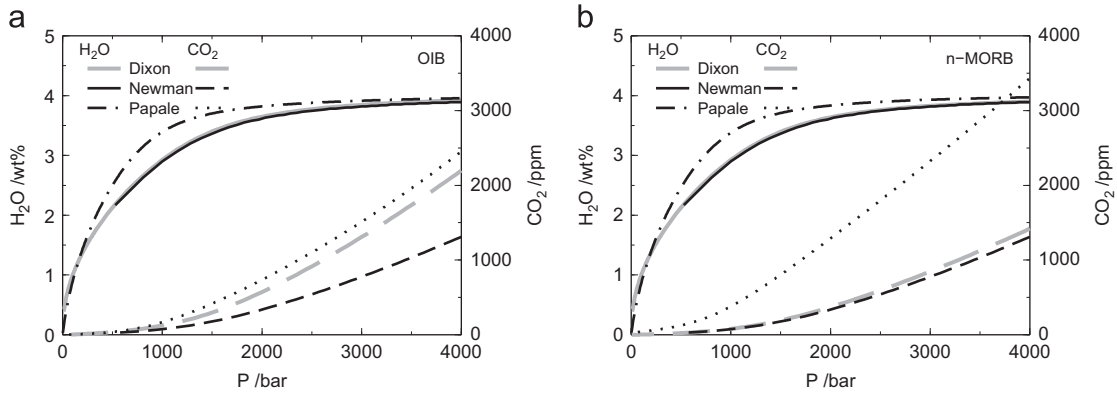 a
H₂O CO₂
Dixon
Newman
Papale
OIB
5
4
3
2
1
0
H₂O /wt%
4000
3000
2000
1000
0
CO₂ /ppm
0 1000 2000 3000 4000
P /bar
b
H₂O CO₂
Dixon
Newman
Papale
n−MORB
5
4
3
2
1
0
H₂O /wt%
4000
3000
2000
1000
0
CO₂ /ppm
0 1000 2000 3000 4000
P /bar